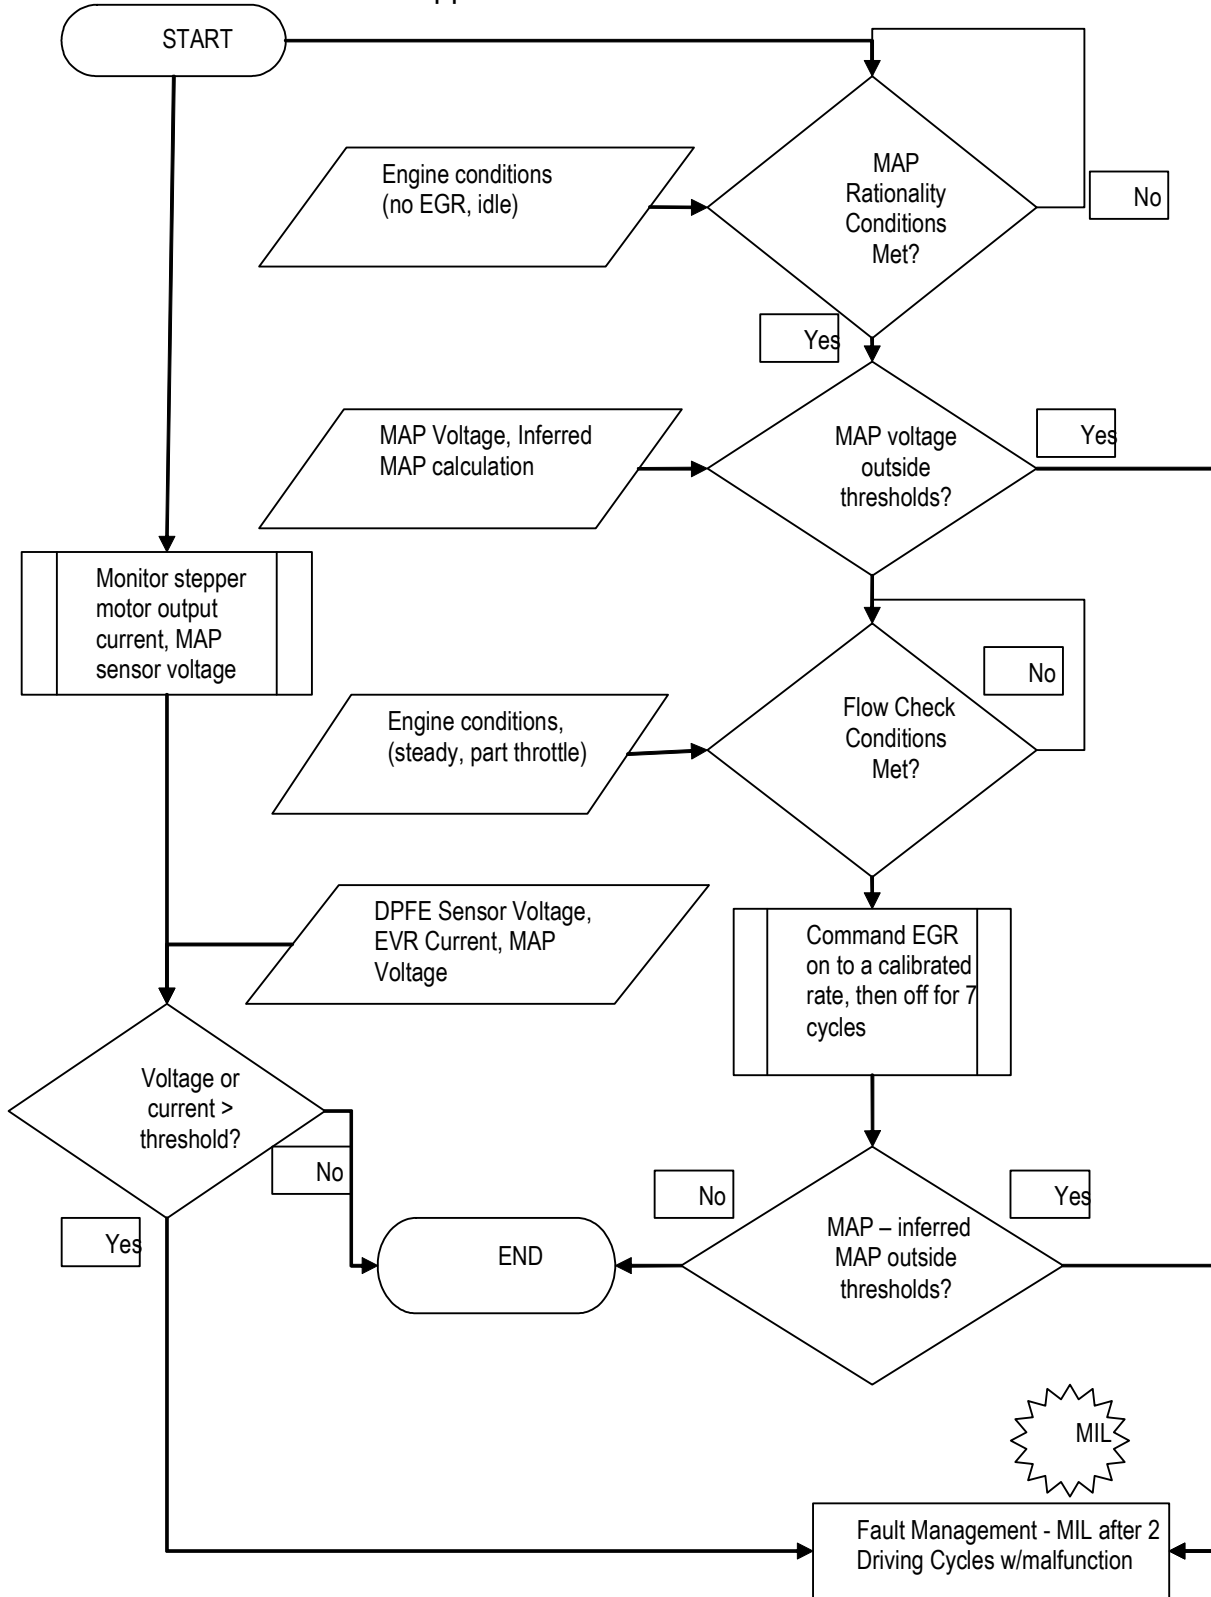 START
MAP
Rationality
Conditions
Met?
Engine conditions
(no EGR, idle)
No
Yes
MAP Voltage, Inferred
MAP calculation
MAP voltage
outside
thresholds?
Yes
Monitor stepper
motor output
current, MAP
sensor voltage
No
Engine conditions,
(steady, part throttle)
Flow Check
Conditions
Met?
DPFE Sensor Voltage,
EVR Current, MAP
Voltage
Command EGR
on to a calibrated
rate, then off for 7
cycles
Voltage or
current >
threshold?
No
Yes
END
No
Yes
MAP – inferred
MAP outside
thresholds?
MIL
Fault Management - MIL after 2
Driving Cycles w/malfunction